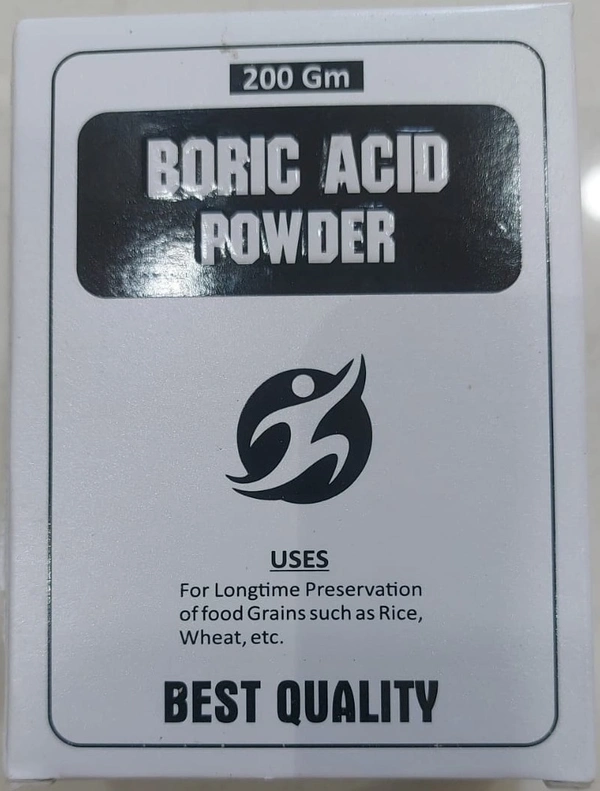 200 Gm
BORIC ACID
POWDER
USES
For Longtime Preservation
of food Grains such as Rice,
Wheat, etc.
BEST QUALITY